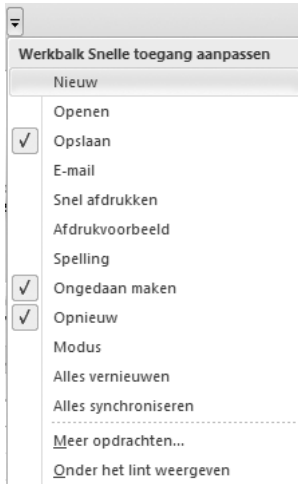 Werkbalk Snelle toegang aanpassen
Nieuw
Openen
Opslaan
E-mail
Snel afdrukken
Afdrukvoorbeeld
Spelling
Ongedaan maken
Opnieuw
Modus
Alles vernieuwen
Alles synchroniseren
Meer opdrachten...
Onder het lint weergeven